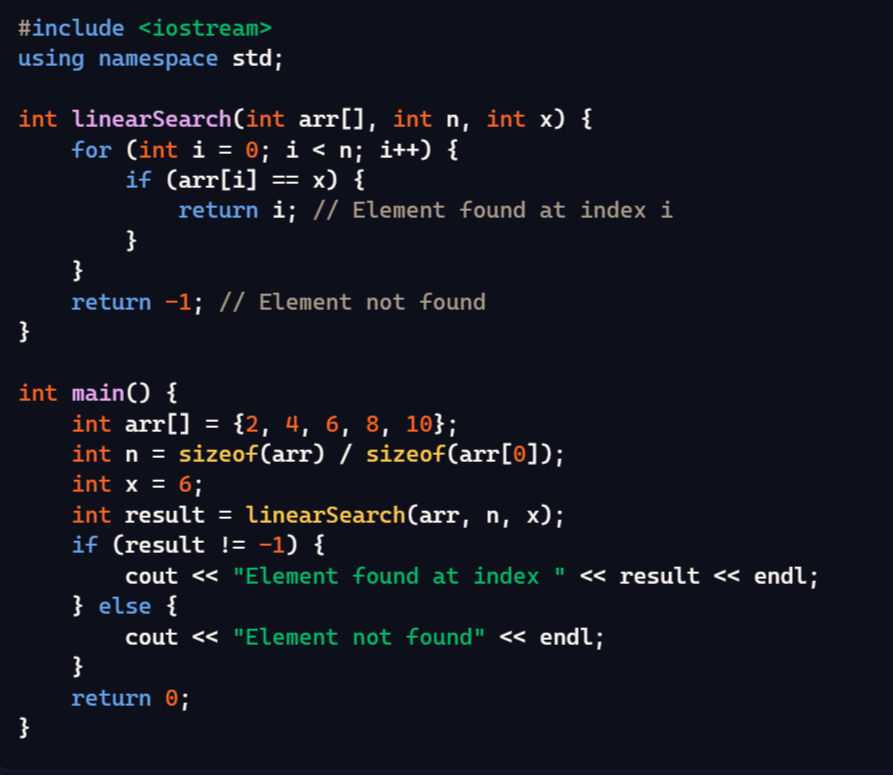 #include <iostream>
using namespace std;

int linearSearch(int arr[], int n, int x) {
    for (int i = 0; i < n; i++) {
        if (arr[i] == x) {
            return i; // Element found at index i
        }
    }
    return -1; // Element not found
}

int main() {
    int arr[] = {2, 4, 6, 8, 10};
    int n = sizeof(arr) / sizeof(arr[0]);
    int x = 6;
    int result = linearSearch(arr, n, x);
    if (result != -1) {
        cout << "Element found at index " << result << endl;
    } else {
        cout << "Element not found" << endl;
    }
    return 0;
}